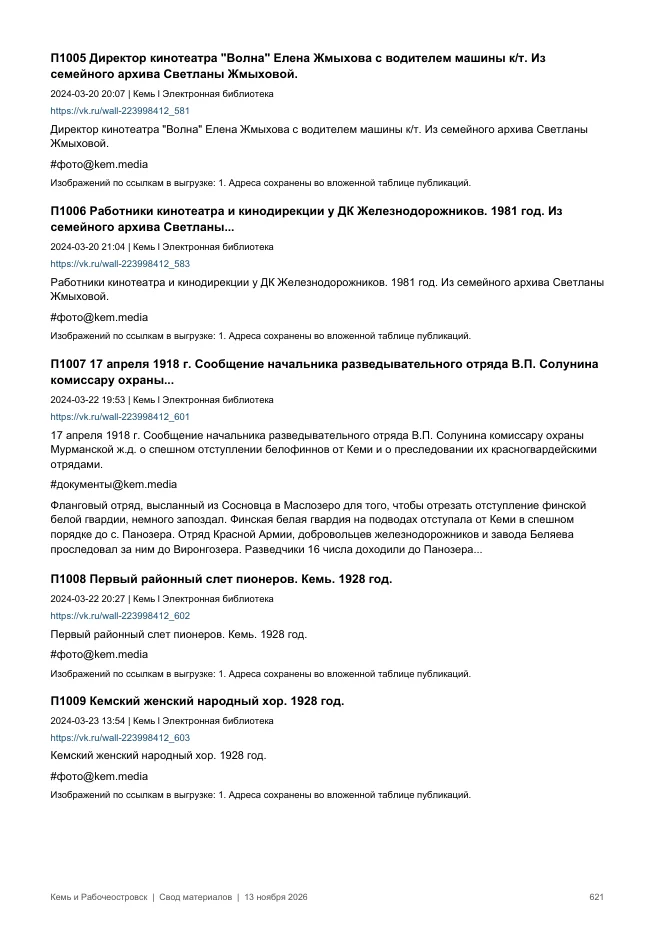 П1005 Директор кинотеатра "Волна" Елена Жмыхова с водителем машины к/т. Из
семейного архива Светланы Жмыховой.
2024-03-20 20:07 | Кемь I Электронная библиотека
https://vk.ru/wall-223998412_581
Директор кинотеатра "Волна" Елена Жмыхова с водителем машины к/т. Из семейного архива Светланы
Жмыховой.
#фото@kem.media
Изображений по ссылкам в выгрузке: 1. Адреса сохранены во вложенной таблице публикаций.
П1006 Работники кинотеатра и кинодирекции у ДК Железнодорожников. 1981 год. Из
семейного архива Светланы...
2024-03-20 21:04 | Кемь I Электронная библиотека
https://vk.ru/wall-223998412_583
Работники кинотеатра и кинодирекции у ДК Железнодорожников. 1981 год. Из семейного архива Светланы
Жмыховой.
#фото@kem.media
Изображений по ссылкам в выгрузке: 1. Адреса сохранены во вложенной таблице публикаций.
П1007 17 апреля 1918 г. Сообщение начальника разведывательного отряда В.П. Солунина
комиссару охраны...
2024-03-22 19:53 | Кемь I Электронная библиотека
https://vk.ru/wall-223998412_601
17 апреля 1918 г. Сообщение начальника разведывательного отряда В.П. Солунина комиссару охраны
Мурманской ж.д. о спешном отступлении белофиннов от Кеми и о преследовании их красногвардейскими
отрядами.
#документы@kem.media
Фланговый отряд, высланный из Сосновца в Маслозеро для того, чтобы отрезать отступление финской
белой гвардии, немного запоздал. Финская белая гвардия на подводах отступала от Кеми в спешном
порядке до с. Панозера. Отряд Красной Армии, добровольцев железнодорожников и завода Беляева
проследовал за ним до Виронгозера. Разведчики 16 числа доходили до Панозера...
П1008 Первый районный слет пионеров. Кемь. 1928 год.
2024-03-22 20:27 | Кемь I Электронная библиотека
https://vk.ru/wall-223998412_602
Первый районный слет пионеров. Кемь. 1928 год.
#фото@kem.media
Изображений по ссылкам в выгрузке: 1. Адреса сохранены во вложенной таблице публикаций.
П1009 Кемский женский народный хор. 1928 год.
2024-03-23 13:54 | Кемь I Электронная библиотека
https://vk.ru/wall-223998412_603
Кемский женский народный хор. 1928 год.
#фото@kem.media
Изображений по ссылкам в выгрузке: 1. Адреса сохранены во вложенной таблице публикаций.
Кемь и Рабочеостровск | Свод материалов | 13 ноября 2026
621